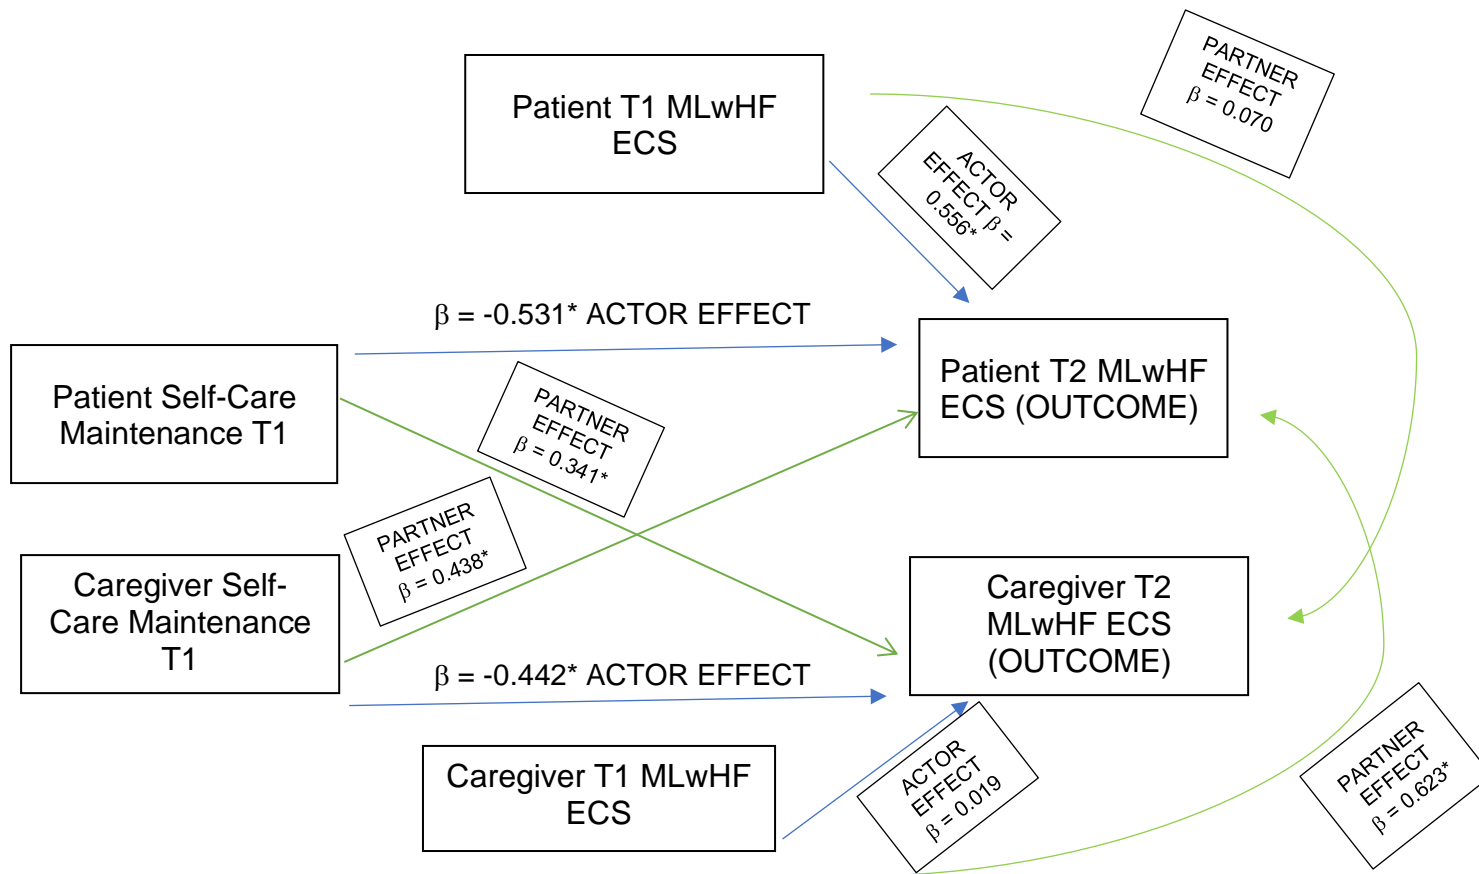 Patient T1 MLwHF
ECS
PARTNER
EFFECT
β = 0.070
ACTOR
EFFECT β =
0.556*
β = -0.531* ACTOR EFFECT
Patient Self-Care
Maintenance T1
PARTNER
EFFECT
β = 0.341*
Patient T2 MLwHF
ECS (OUTCOME)
PARTNER
EFFECT
β = 0.438*
Caregiver Self-
Care Maintenance
T1
Caregiver T2
MLwHF ECS
(OUTCOME)
β = -0.442* ACTOR EFFECT
Caregiver T1 MLwHF
ECS
ACTOR
EFFECT
β = 0.019
PARTNER
EFFECT
β = 0.623*